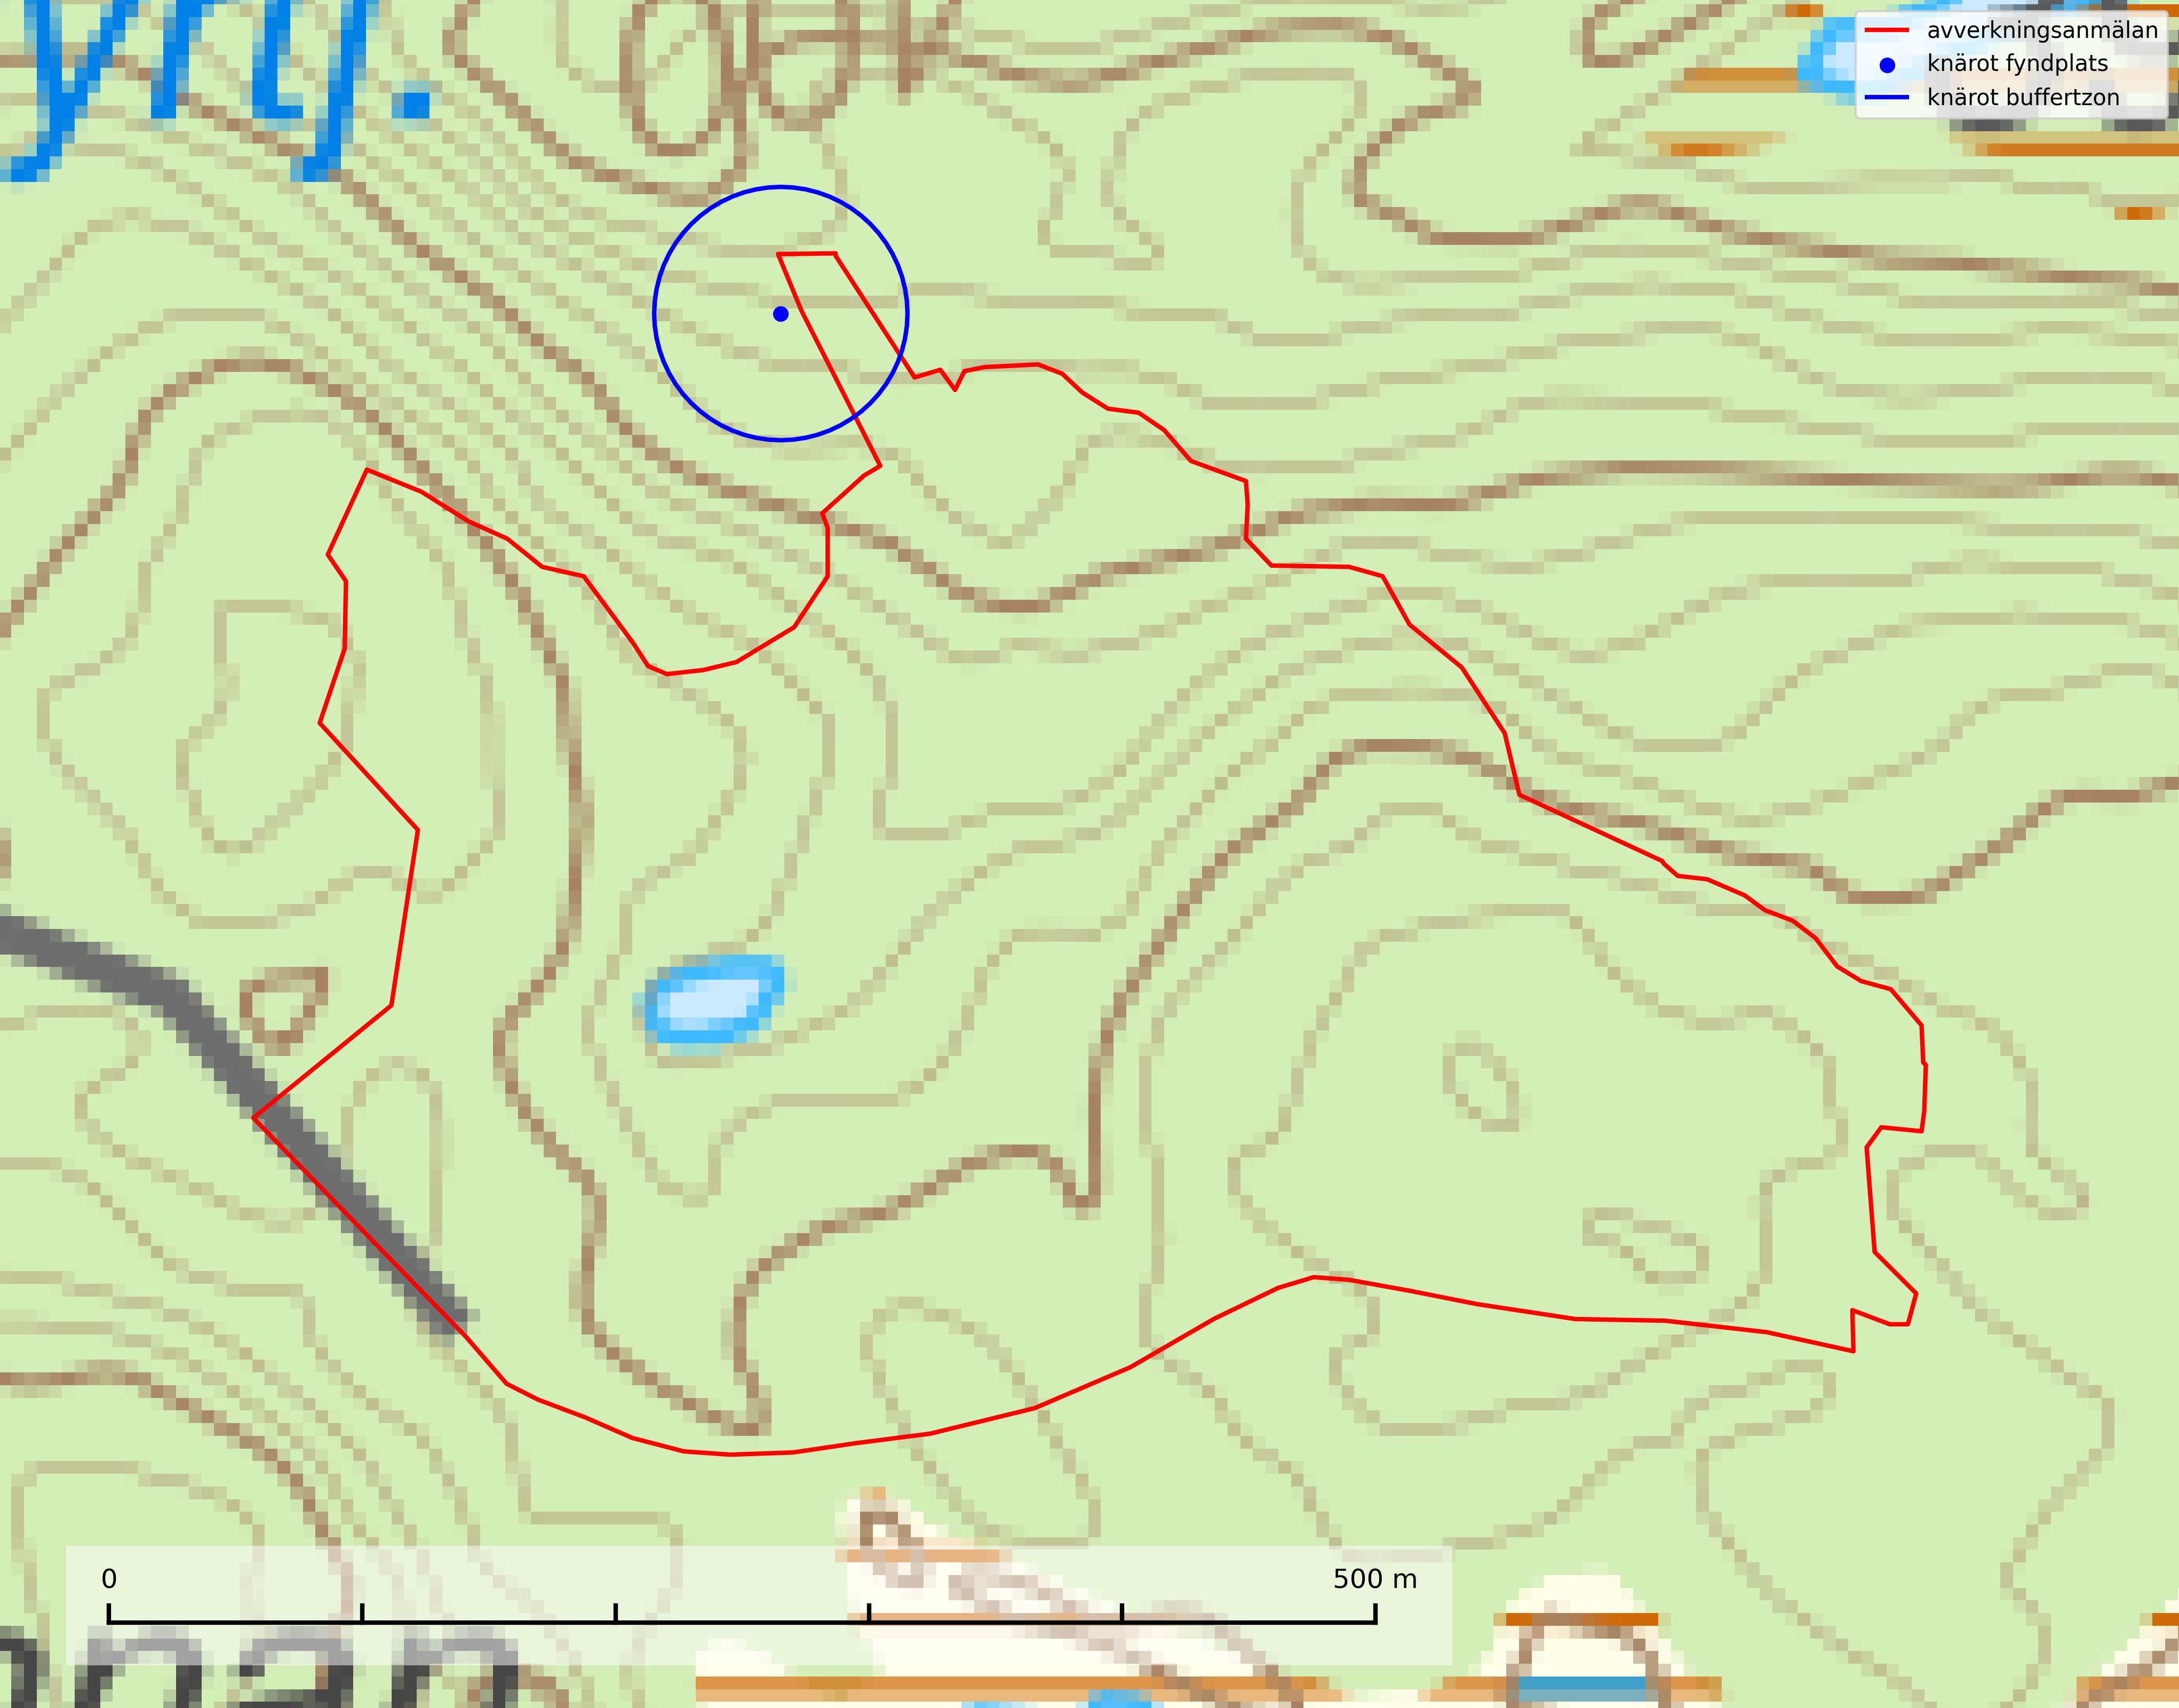 avverkningsanmälan
knärot fyndplats
knärot buffertzon
0 500 m